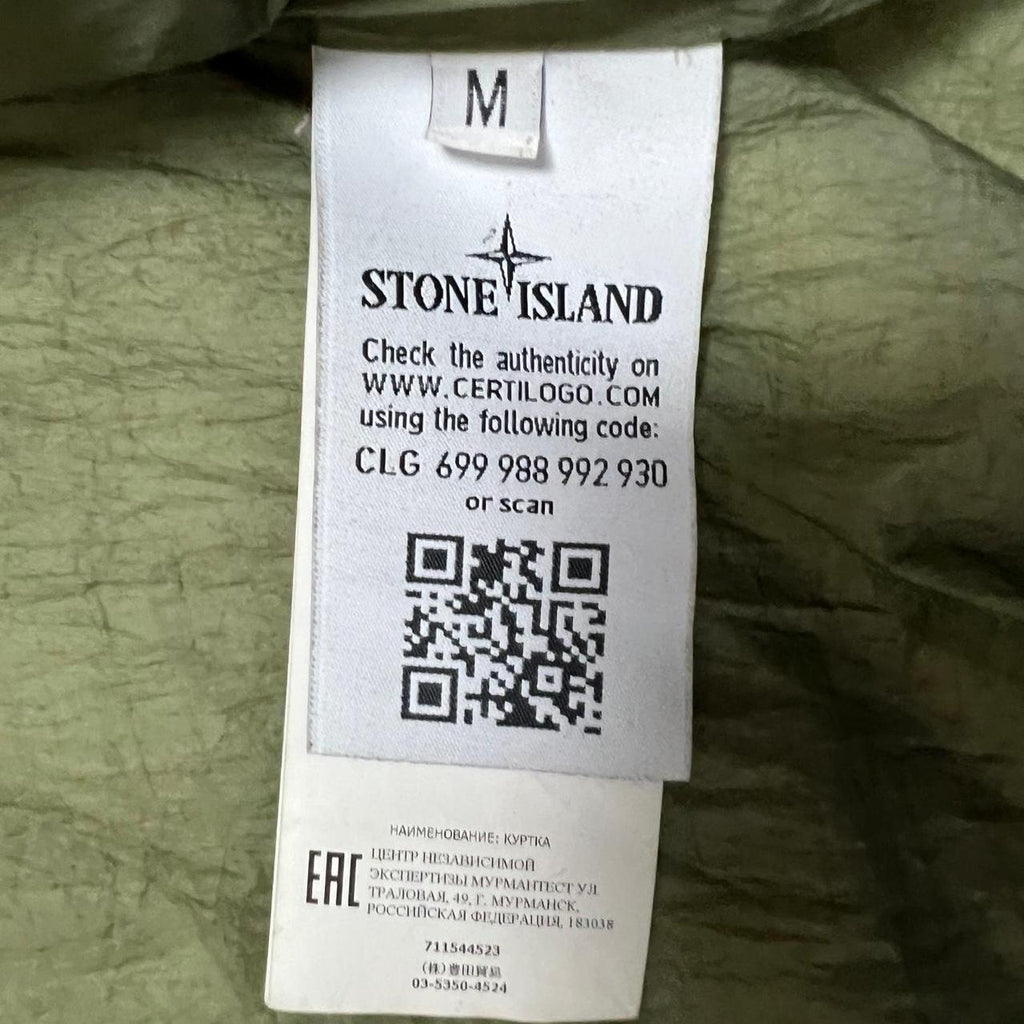 M
STONE ISLAND
Check the authenticity on
WWW.CERTILOGO.COM
using the following code:
CLG 699 988 992 930
or scan
НАИМЕНОВАНИЕ: КУРТКА
EAC
ЦЕНТР НЕЗАВИСИМОЙ
ЭКСПЕРТИЗЫ МУРМАНТЕСТ УЛ.
ТРАЛОВАЯ, 49, Г. МУРМАНСК,
РОССИЙСКАЯ ФЕДЕРАЦИЯ, 183038
711544523
(株)豊田貿易
03-5350-4524